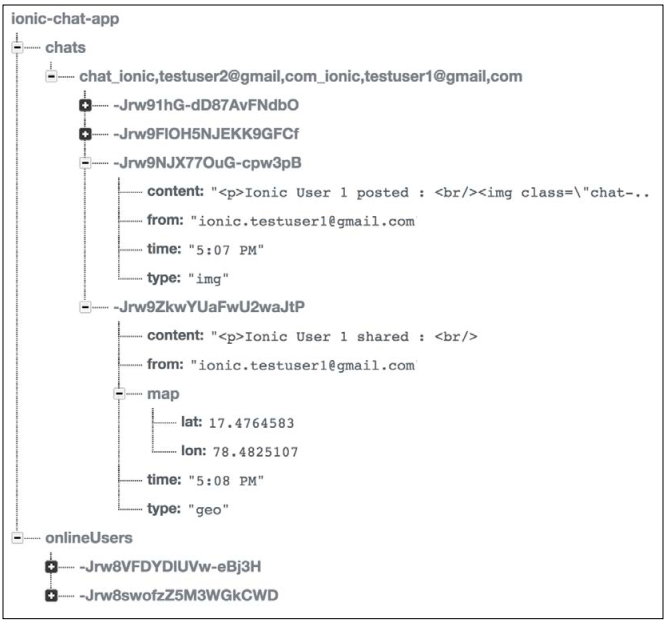 ionic-chat-app
chats
chat_ionic,testuser2@gmail,com_ionic,testuser1@gmail,com
-Jrw91hG-dD87AvFNdbO
-Jrw9FlOH5NJEKK9GFCf
-Jrw9NJX77OuG-cpw3pB
content: "<p>Ionic User 1 posted : <br/><img class=\"chat-..
from: "ionic.testuser1@gmail.com
time: "5:07 PM"
type: "img"
-Jrw9ZkwYUaFwU2waJtP
content: "<p>Ionic User 1 shared : <br/>
from: "ionic.testuser1@gmail.com
map
lat: 17.4764583
lon: 78.4825107
time: "5:08 PM"
type: "geo"
onlineUsers
-Jrw8VFDYDlUVw-eBj3H
-Jrw8swofzZ5M3WGkCWD